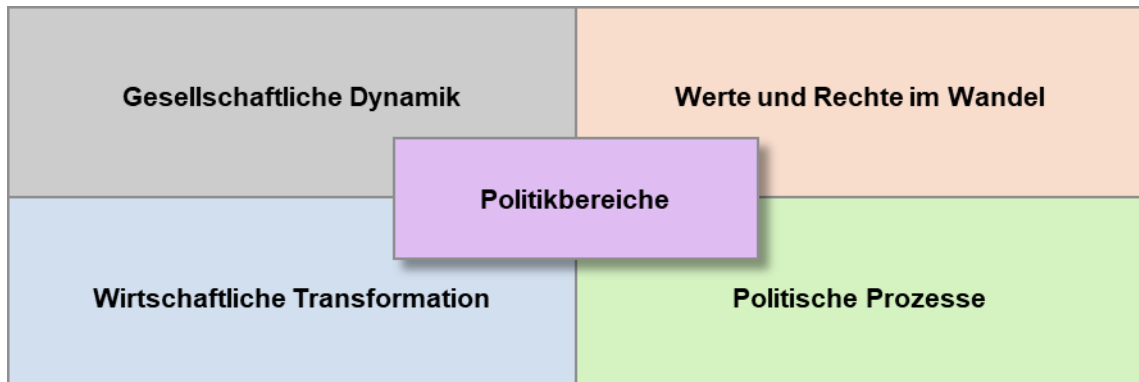 Gesellschaftliche Dynamik
Werte und Rechte im Wandel
Politikbereiche
Wirtschaftliche Transformation
Politische Prozesse